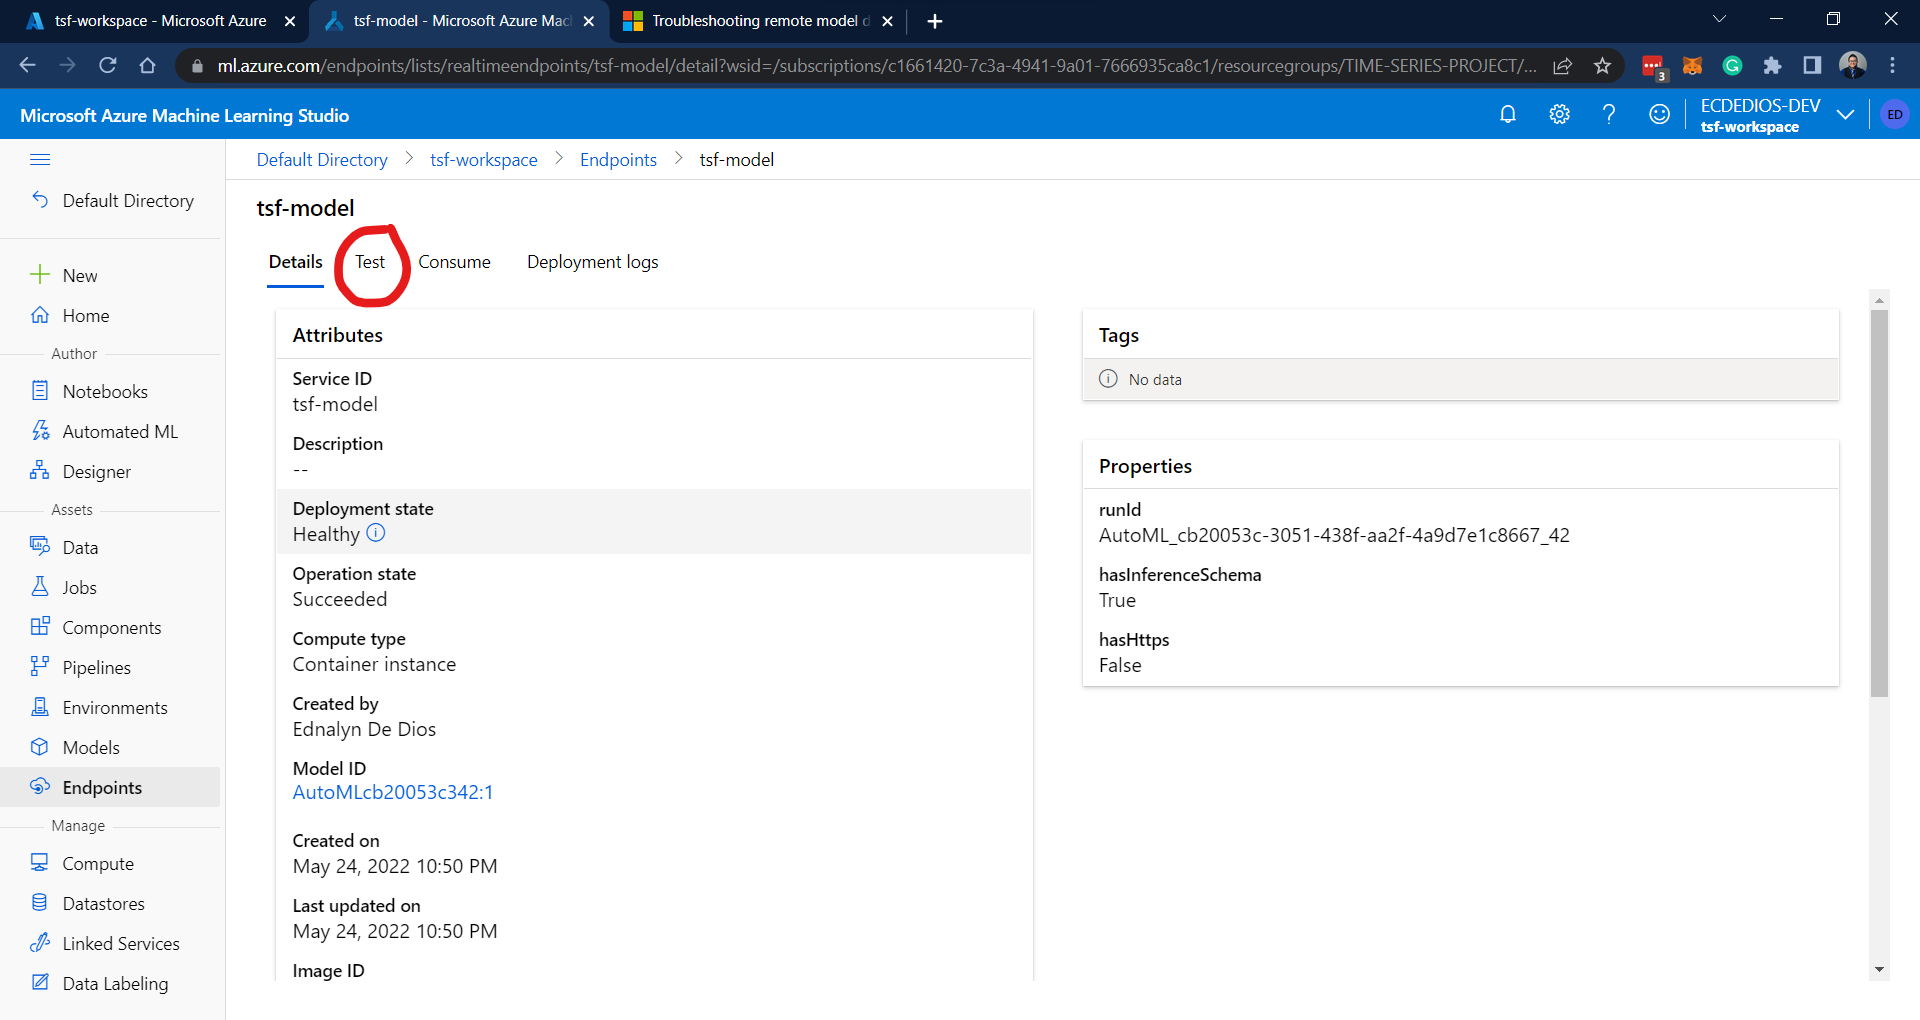 tsf-workspace - Microsoft Azure
tsf-model - Microsoft Azure Mac
Troubleshooting remote model d
ml.azure.com/endpoints/lists/realtimeendpoints/tsf-model/detail?wsid=/subscriptions/c1661420-7c3a-4941-9a01-7666935ca8c1/resourcegroups/TIME-SERIES-PROJECT/...
3
Microsoft Azure Machine Learning Studio
ECDEDIOS-DEV
tsf-workspace
ED
Default Directory
New
Home
Author
Notebooks
Automated ML
Designer
Assets
Data
Jobs
Components
Pipelines
Environments
Models
Endpoints
Manage
Compute
Datastores
Linked Services
Data Labeling
Default Directory > tsf-workspace > Endpoints > tsf-model
tsf-model
Details Test Consume Deployment logs
Attributes
Service ID
tsf-model
Description
--
Deployment state
Healthy
Operation state
Succeeded
Compute type
Container instance
Created by
Ednalyn De Dios
Model ID
AutoMLcb20053c342:1
Created on
May 24, 2022 10:50 PM
Last updated on
May 24, 2022 10:50 PM
Image ID
Tags
No data
Properties
runId
AutoML_cb20053c-3051-438f-aa2f-4a9d7e1c8667_42
hasInferenceSchema
True
hasHttps
False